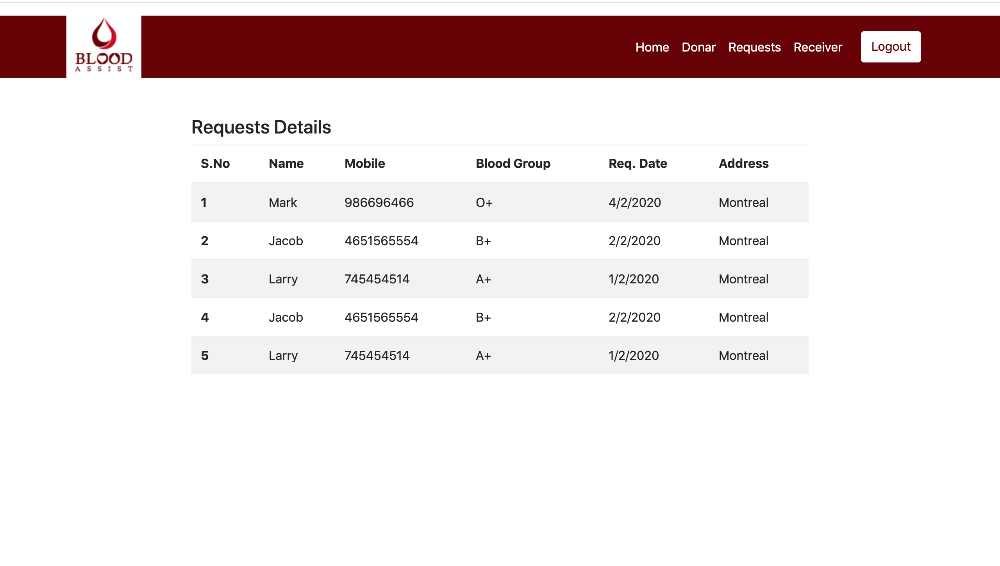 BLOOD
ASSIST
Home Donar Requests Receiver Logout
Requests Details
S.No Name Mobile Blood Group Req. Date Address
1 Mark 986696466 O+ 4/2/2020 Montreal
2 Jacob 4651565554 B+ 2/2/2020 Montreal
3 Larry 745454514 A+ 1/2/2020 Montreal
4 Jacob 4651565554 B+ 2/2/2020 Montreal
5 Larry 745454514 A+ 1/2/2020 Montreal